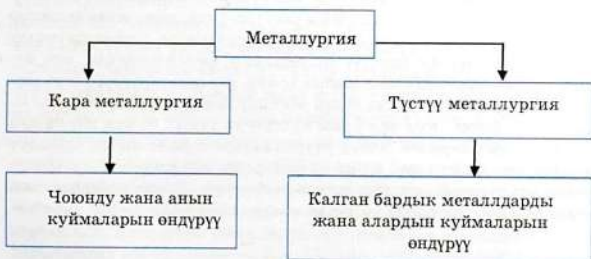 Металлургия
Кара металлургия
Түстүү металлургия
Чоюнду жана анын
куймаларын өндүрүү
Калган бардык металлдарды
жана алардын куймаларын
өндүрүү